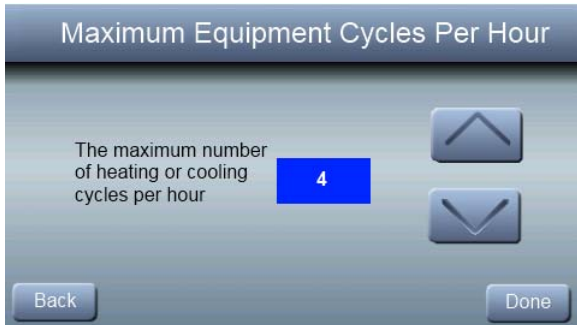 Maximum Equipment Cycles Per Hour
The maximum number
of heating or cooling
cycles per hour
4
Back
Done